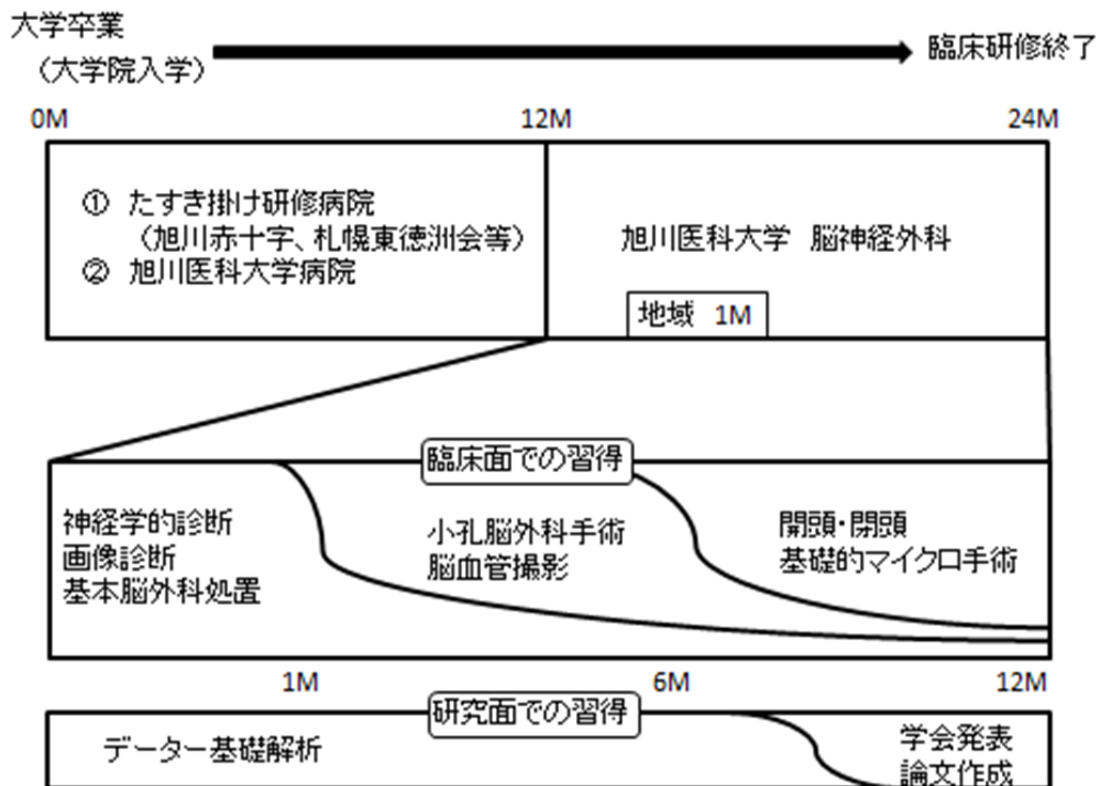 大学卒業
（大学院入学）
臨床研修終了
0M
12M
24M
① たすき掛け研修病院
（旭川赤十字、札幌東徳洲会等）
② 旭川医科大学病院
旭川医科大学 脳神経外科
地域 1M
臨床面での習得
神経学的診断
画像診断
基本脳外科処置
小孔脳外科手術
脳血管撮影
開頭・閉頭
基礎的マイクロ手術
1M
6M
12M
研究面での習得
データー基礎解析
学会発表
論文作成